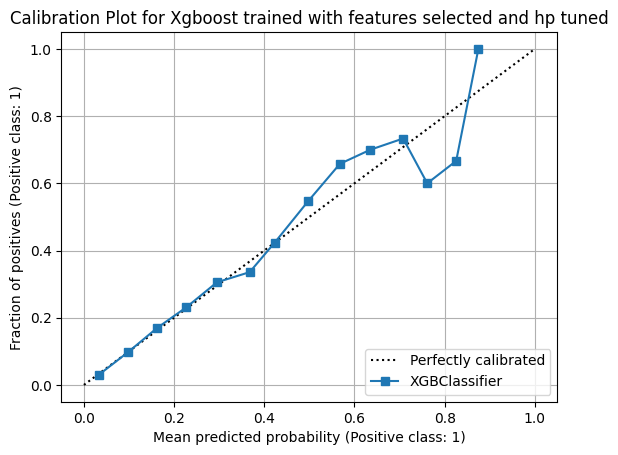 Calibration Plot for Xgboost trained with features selected and hp tuned
Fraction of positives (Positive class: 1)
1.0
0.8
0.6
0.4
0.2
0.0
Perfectly calibrated
XGBClassifier
0.0 0.2 0.4 0.6 0.8 1.0
Mean predicted probability (Positive class: 1)